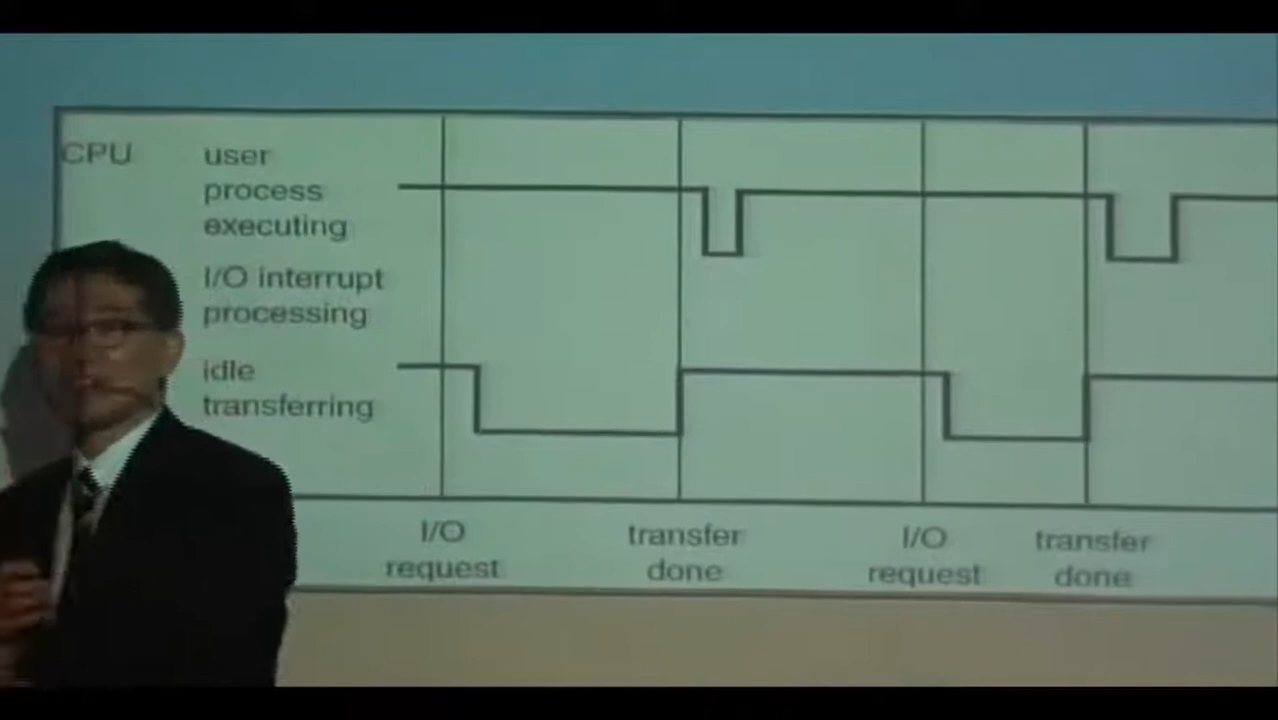 CPU
user
process
executing
I/O interrupt
processing
idle
transferring
I/O
request
transfer
done
I/O
request
transfer
done